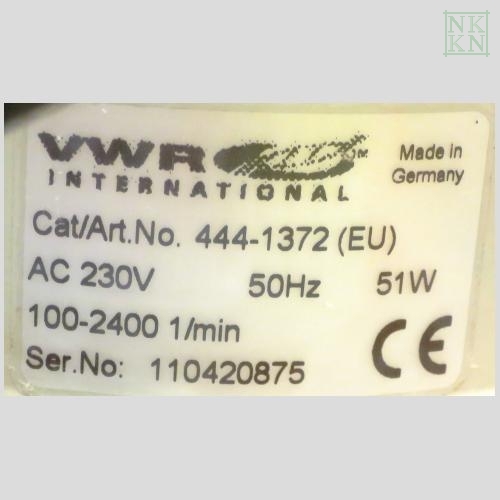 NK
KN
VWR
INTERNATIONAL
Made in
Germany
Cat/Art.No. 444-1372 (EU)
AC 230V 50Hz 51W
100-2400 1/min
Ser.No: 110420875
CE